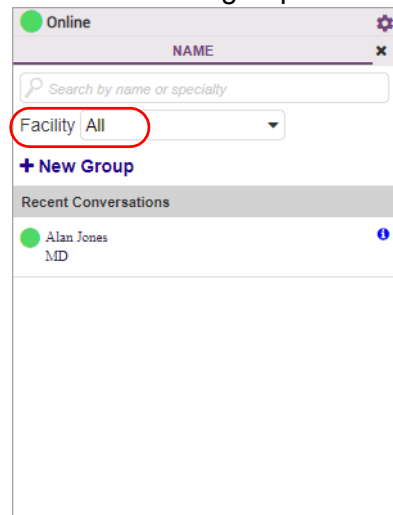 Online
NAME
Search by name or specialty
Facility All
+ New Group
Recent Conversations
Alan Jones
MD